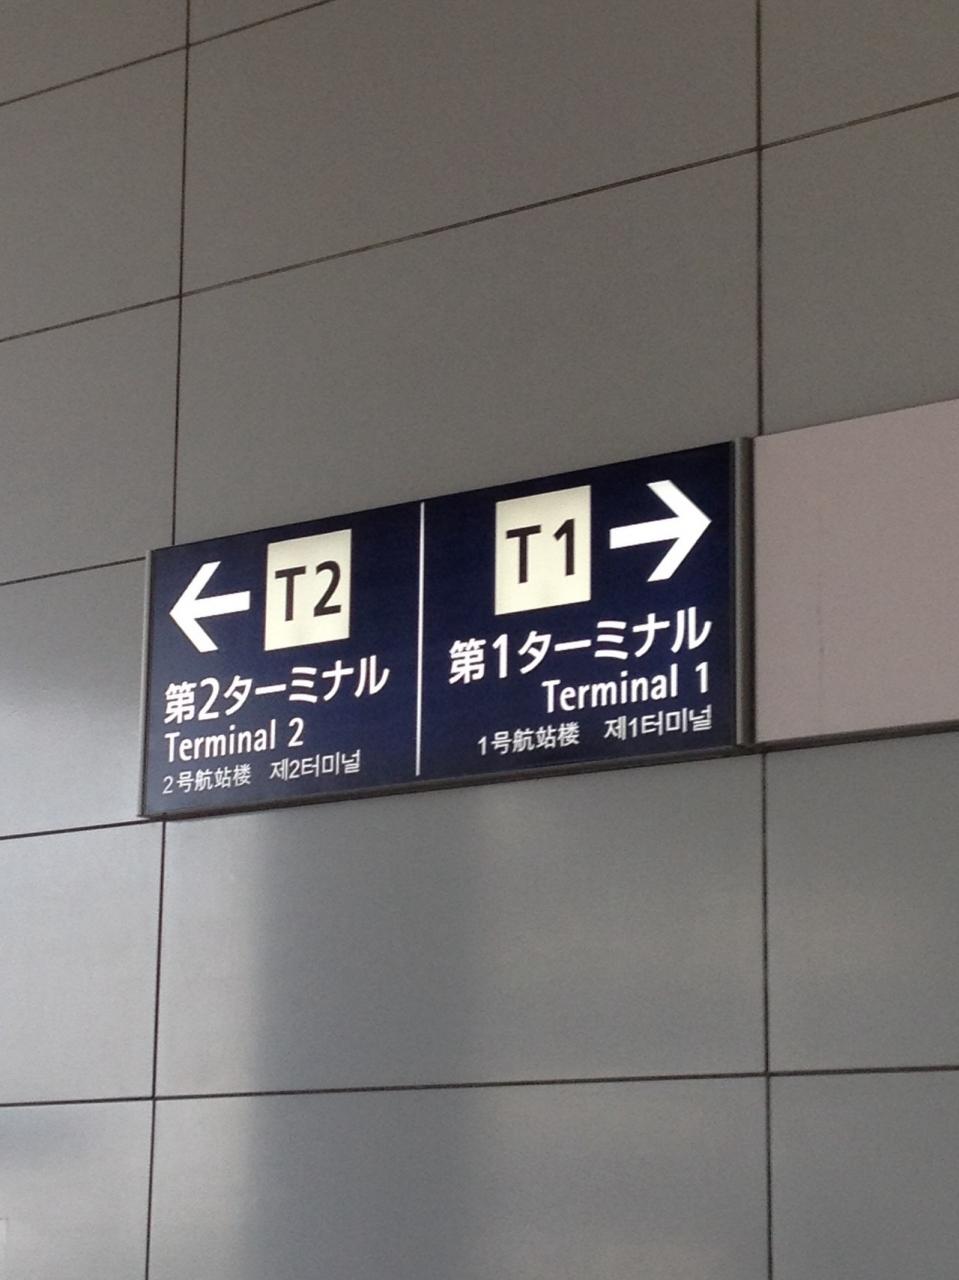 ← T2
第2ターミナル
Terminal 2
2号航站楼 제2터미널
T1 →
第1ターミナル
Terminal 1
1号航站楼 제1터미널